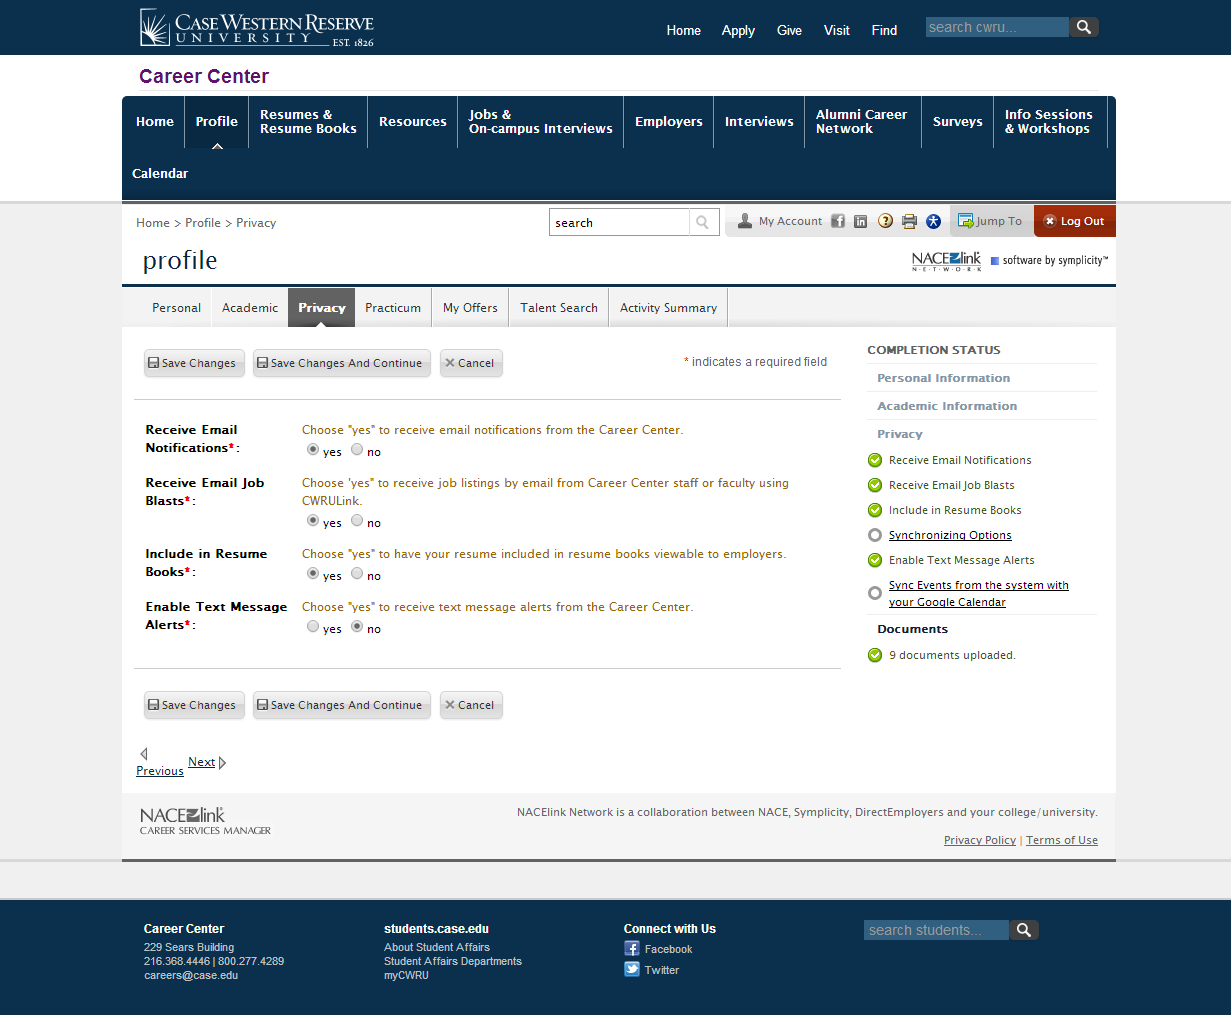 CASE WESTERN RESERVE
UNIVERSITY EST. 1826
Home Apply Give Visit Find
search cwru...
Career Center
Home
Profile
Resumes &
Resume Books
Resources
Jobs &
On-campus Interviews
Employers
Interviews
Alumni Career
Network
Surveys
Info Sessions
& Workshops
Calendar
Home > Profile > Privacy
search
My Account
Jump To
Log Out
profile
NACElink
NETWORK
software by symplicity™
Personal Academic Privacy Practicum My Offers Talent Search Activity Summary
Save Changes Save Changes And Continue Cancel
* indicates a required field
Receive Email
Notifications*:
Choose "yes" to receive email notifications from the Career Center.
yes no
Receive Email Job
Blasts*:
Choose 'yes" to receive job listings by email from Career Center staff or faculty using
CWRULink.
yes no
Include in Resume
Books*:
Choose "yes" to have your resume included in resume books viewable to employers.
yes no
Enable Text Message
Alerts*:
Choose "yes" to receive text message alerts from the Career Center.
yes no
Save Changes Save Changes And Continue Cancel
Previous
Next
COMPLETION STATUS
Personal Information
Academic Information
Privacy
Receive Email Notifications
Receive Email Job Blasts
Include in Resume Books
Synchronizing Options
Enable Text Message Alerts
Sync Events from the system with
your Google Calendar
Documents
9 documents uploaded.
NACElink
CAREER SERVICES MANAGER
NACElink Network is a collaboration between NACE, Symplicity, DirectEmployers and your college/university.
Privacy Policy | Terms of Use
Career Center
229 Sears Building
216.368.4446 | 800.277.4289
careers@case.edu
students.case.edu
About Student Affairs
Student Affairs Departments
myCWRU
Connect with Us
Facebook
Twitter
search students...